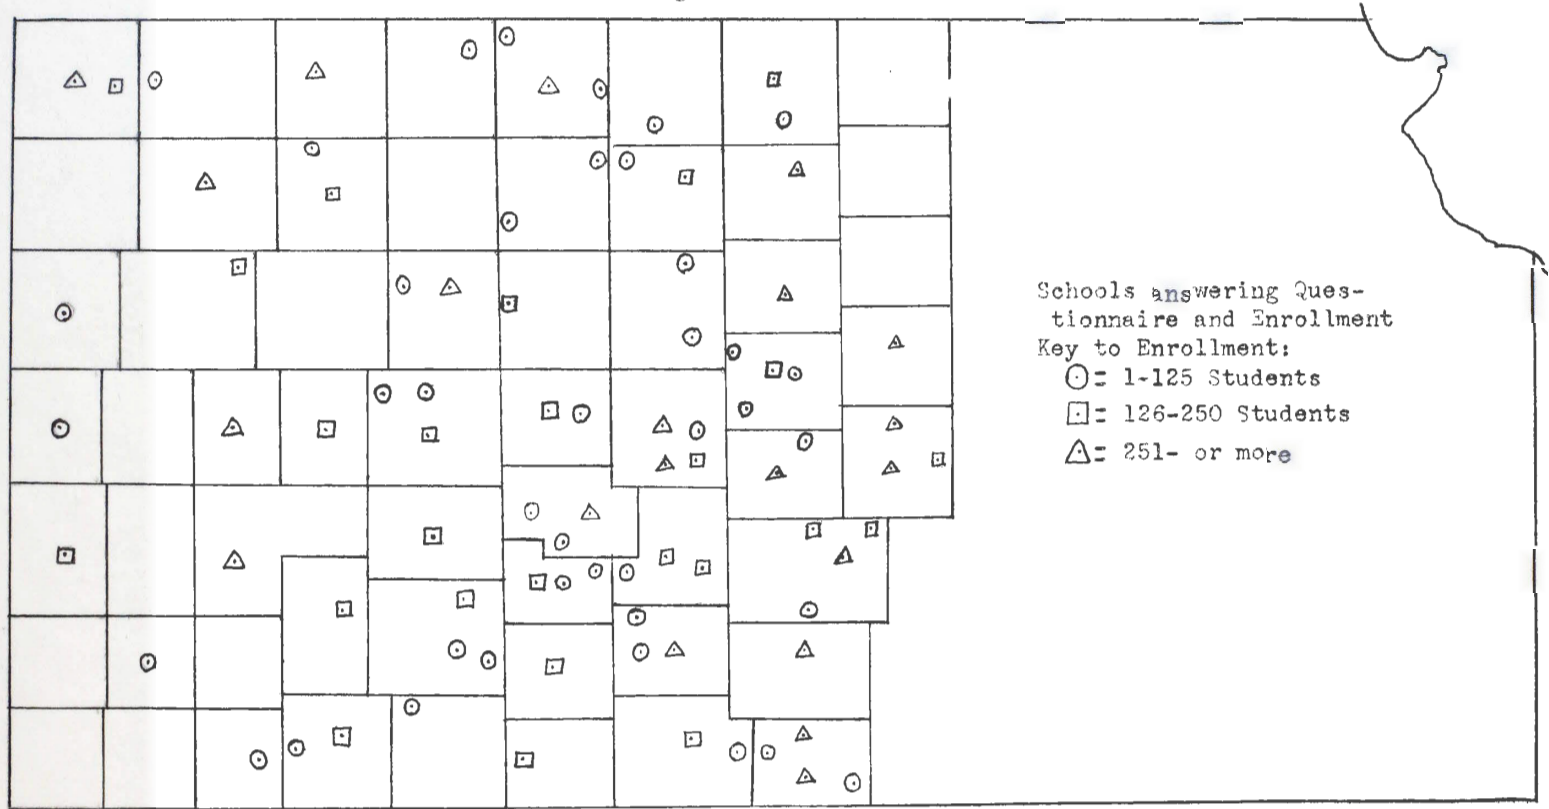 Schools answering Ques-
tionnaire and Enrollment
Key to Enrollment:
= 1-125 Students
= 126-250 Students
= 251- or more